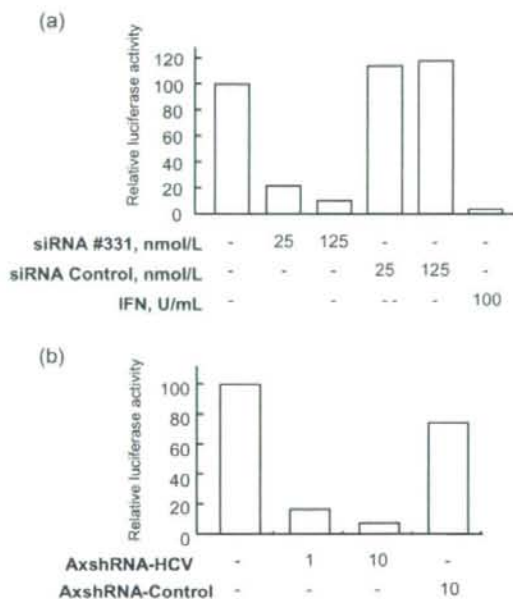 (a)
Relative luciferase activity
120
100
80
60
40
20
0
siRNA #331, nmol/L - 25 125 - - -
siRNA Control, nmol/L - - - 25 125 -
IFN, U/mL - - - -- - 100
(b)
Relative luciferase activity
100
80
60
40
20
0
AxshRNA-HCV - 1 10 -
AxshRNA-Control - - - 10